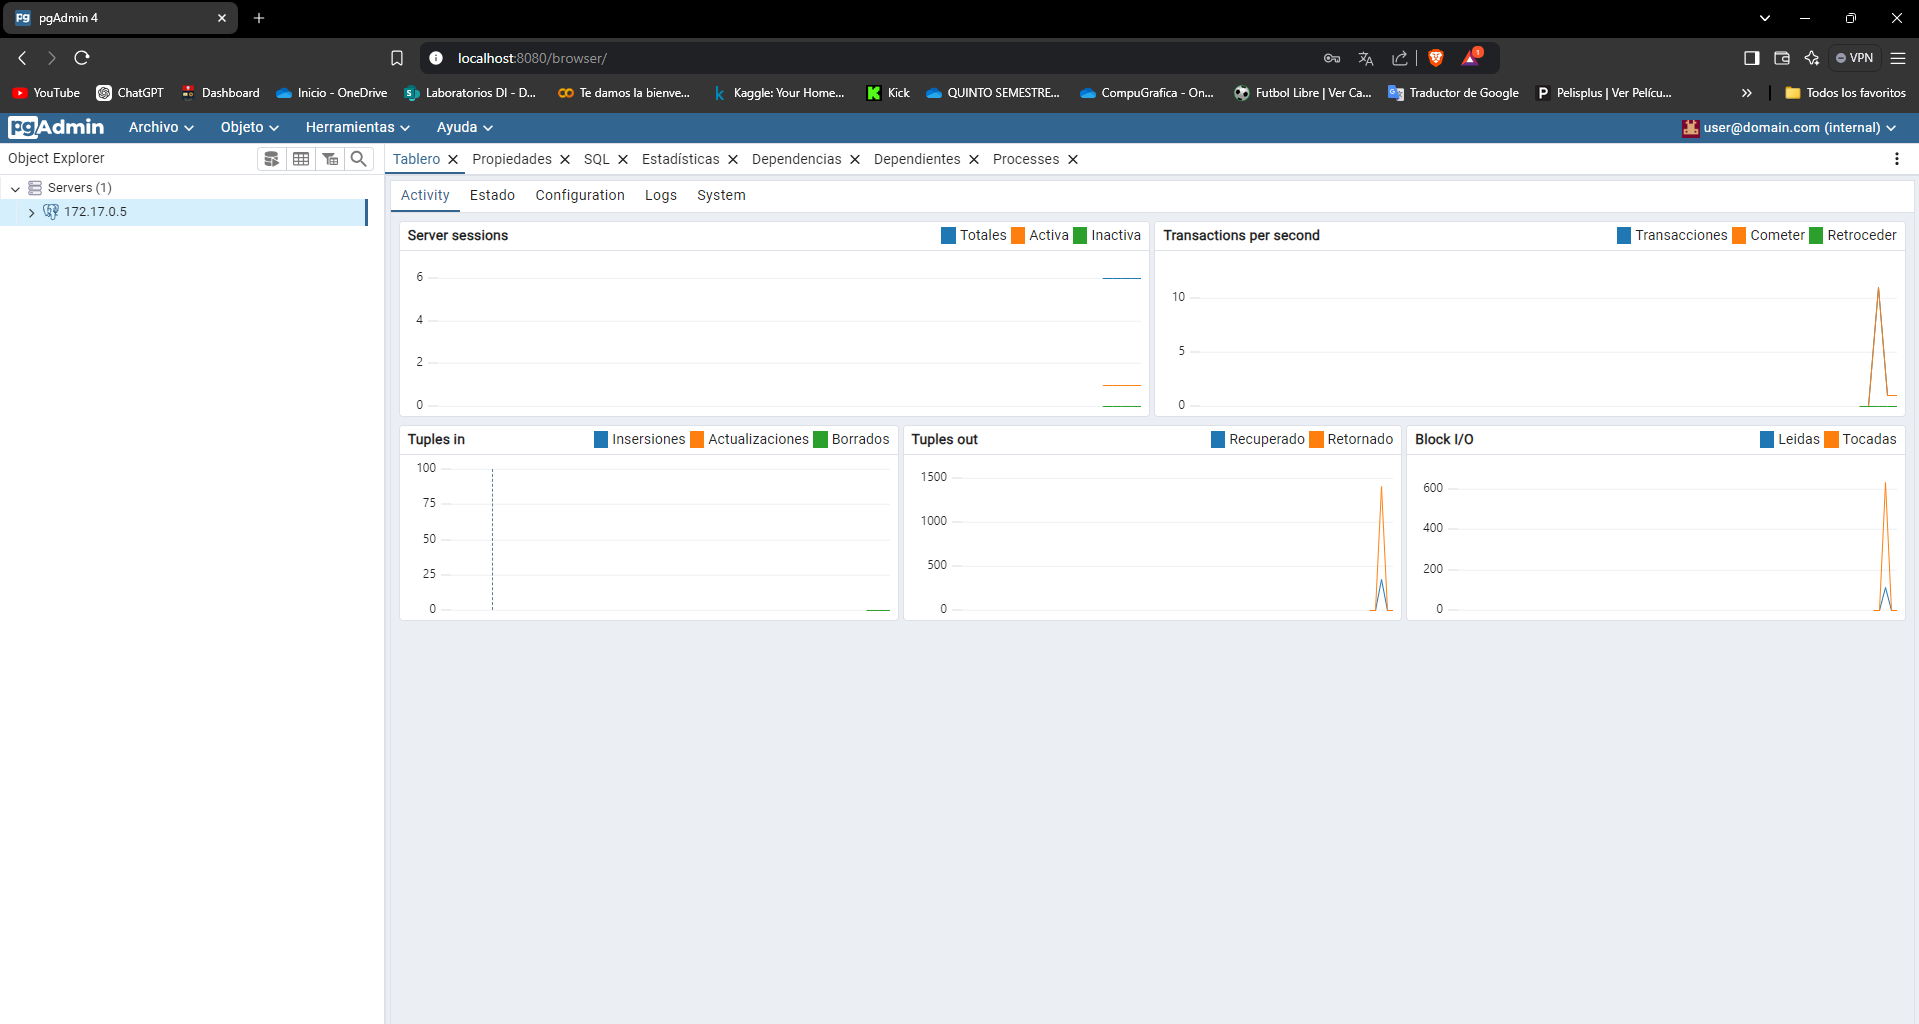 pgAdmin 4
localhost:8080/browser/
1
VPN
YouTube ChatGPT Dashboard Inicio - OneDrive Laboratorios DI - D... Te damos la bienve... Kaggle: Your Home... Kick QUINTO SEMESTRE... CompuGrafica - On... Futbol Libre | Ver Ca... Traductor de Google Pelisplus | Ver Pelícu... Todos los favoritos
pgAdmin Archivo Objeto Herramientas Ayuda user@domain.com (internal)
Object Explorer
Servers (1)
172.17.0.5
Tablero Propiedades SQL Estadísticas Dependencias Dependientes Processes
Activity Estado Configuration Logs System
Server sessions Totales Activa Inactiva
6
4
2
0
Transactions per second Transacciones Cometer Retroceder
10
5
0
Tuples in Insersiones Actualizaciones Borrados
100
75
50
25
0
Tuples out Recuperado Retornado
1500
1000
500
0
Block I/O Leidas Tocadas
600
400
200
0